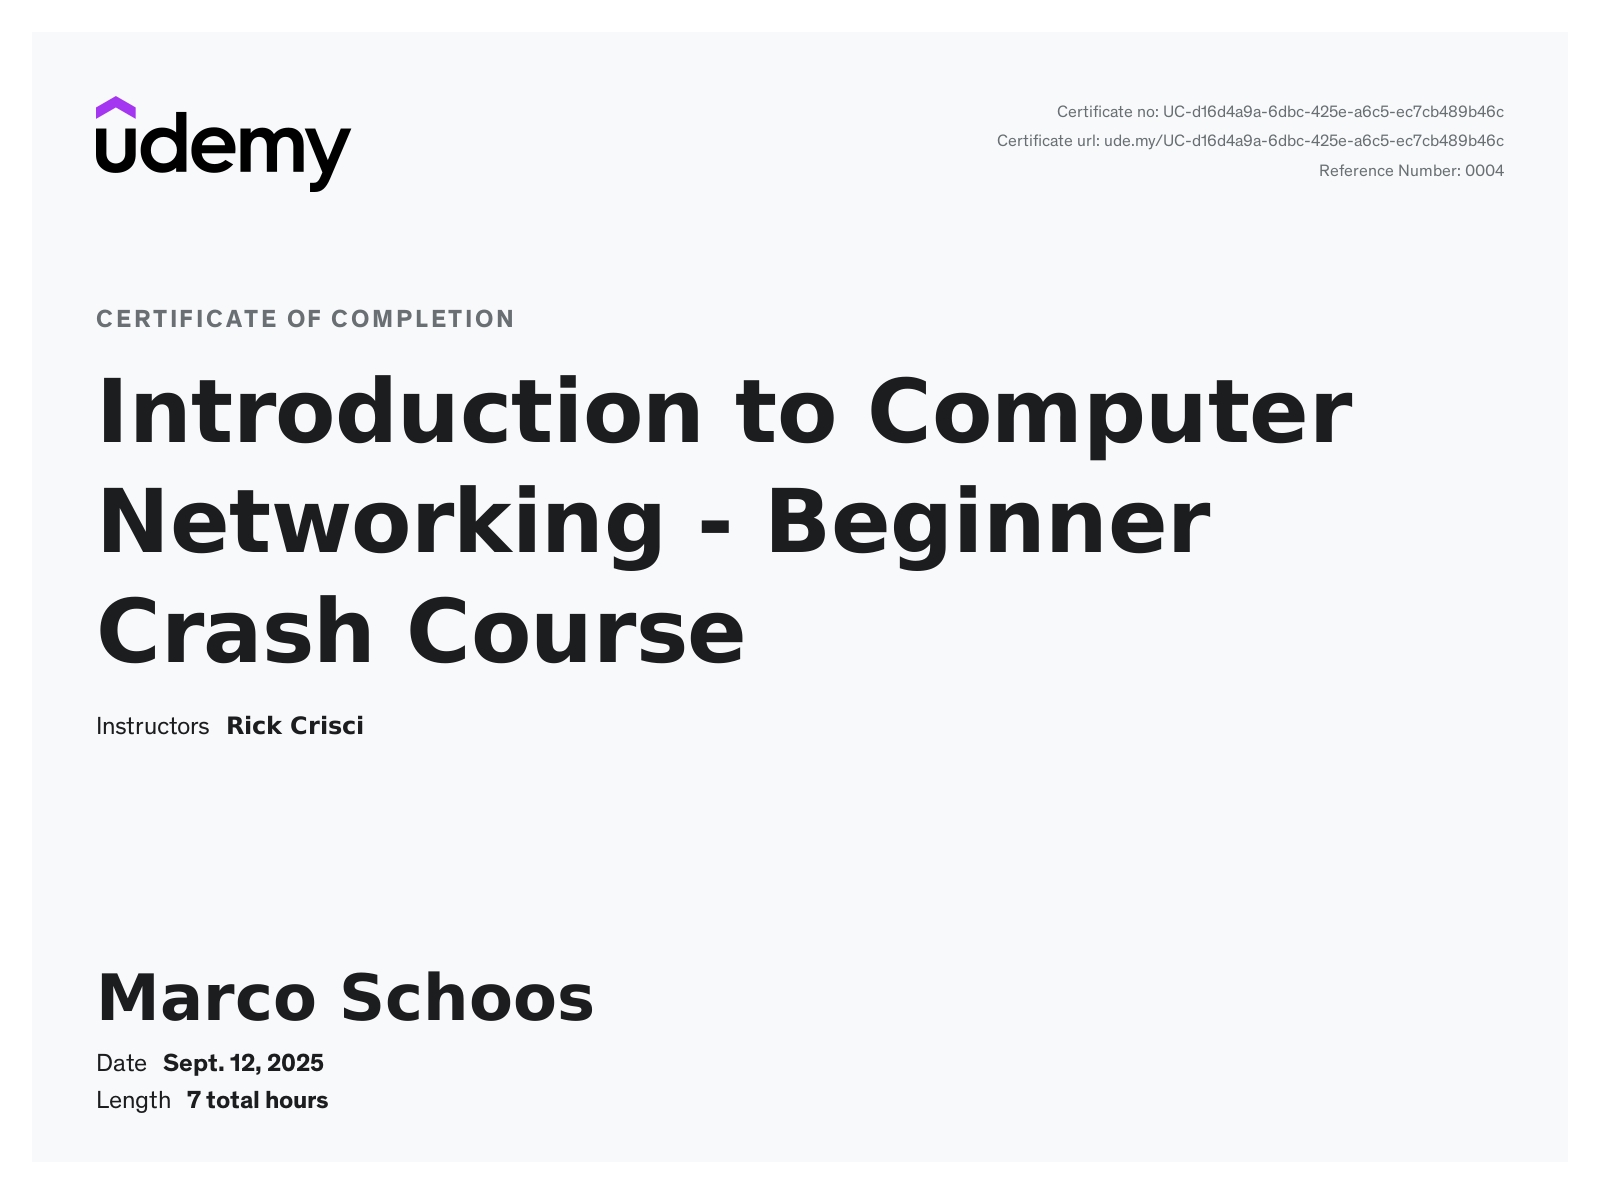 udemy
Certificate no: UC-d16d4a9a-6dbc-425e-a6c5-ec7cb489b46c
Certificate url: ude.my/UC-d16d4a9a-6dbc-425e-a6c5-ec7cb489b46c
Reference Number: 0004
CERTIFICATE OF COMPLETION
Introduction to Computer
Networking - Beginner
Crash Course
Instructors Rick Crisci
Marco Schoos
Date Sept. 12, 2025
Length 7 total hours